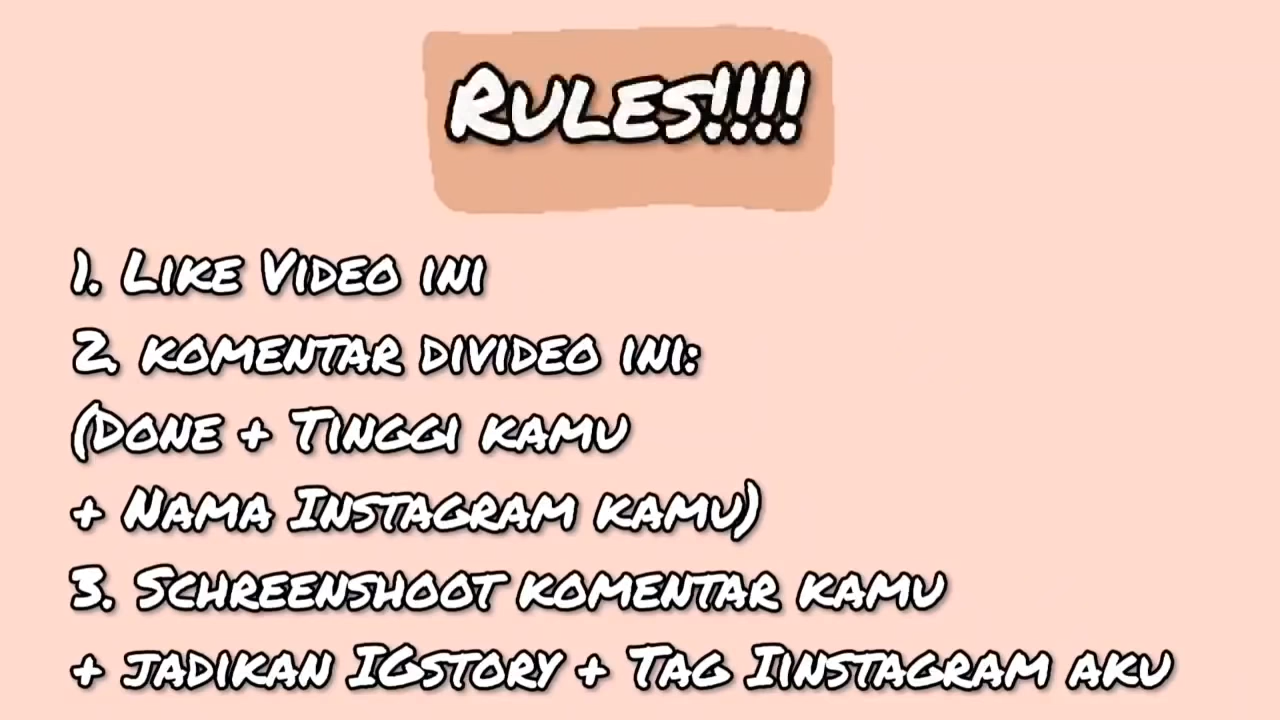 Rules!!!!
1. Like Video ini
2. komentar divideo ini:
(Done + Tinggi kamu
+ Nama Instagram kamu)
3. Schreenshoot komentar kamu
+ jadikan IGstory + Tag Iinstagram aku